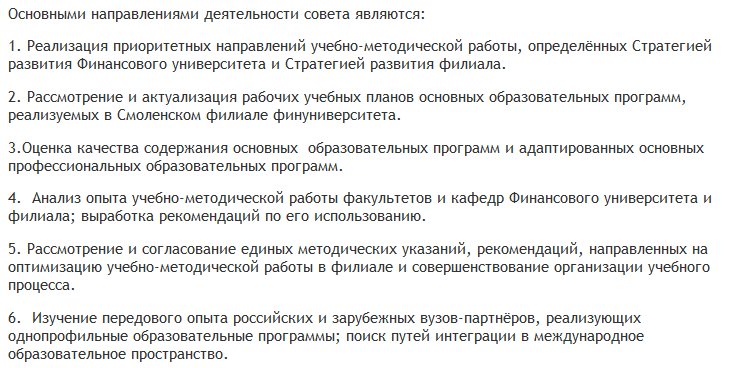 Основными направлениями деятельности совета являются:
1. Реализация приоритетных направлений учебно-методической работы, определённых Стратегией
развития Финансового университета и Стратегией развития филиала.
2. Рассмотрение и актуализация рабочих учебных планов основных образовательных программ,
реализуемых в Смоленском филиале финуниверситета.
3.Оценка качества содержания основных  образовательных программ и адаптированных основных
профессиональных образовательных программ.
4.  Анализ опыта учебно-методической работы факультетов и кафедр Финансового университета и
филиала; выработка рекомендаций по его использованию.
5. Рассмотрение и согласование единых методических указаний, рекомендаций, направленных на
оптимизацию учебно-методической работы в филиале и совершенствование организации учебного
процесса.
6.  Изучение передового опыта российских и зарубежных вузов-партнёров, реализующих
однопрофильные образовательные программы; поиск путей интеграции в международное
образовательное пространство.